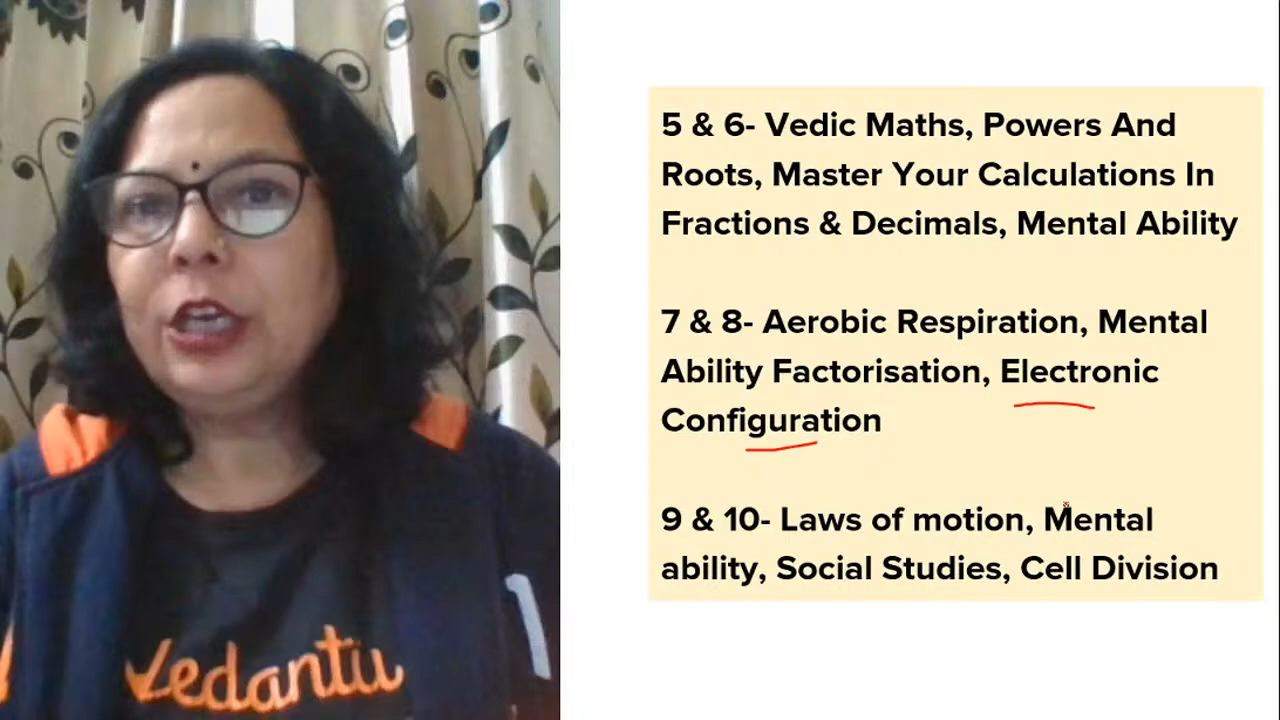 5 & 6- Vedic Maths, Powers And
Roots, Master Your Calculations In
Fractions & Decimals, Mental Ability
7 & 8- Aerobic Respiration, Mental
Ability Factorisation, Electronic
Configuration
9 & 10- Laws of motion, Mental
ability, Social Studies, Cell Division
Vedantu